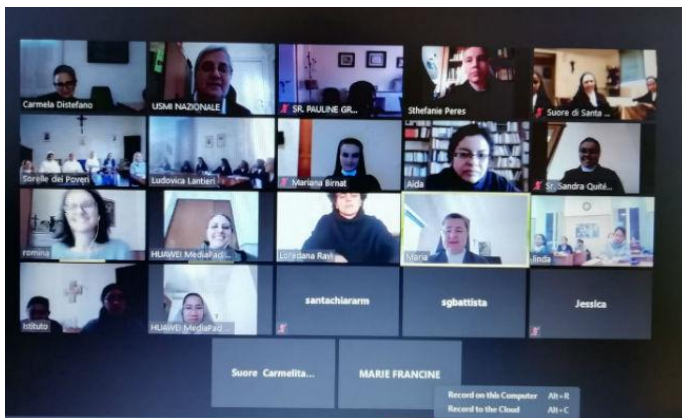 Carmela Distefano
USMI NAZIONALE
SR. PAULINE GR...
Sthefanie Peres
Suore di Santa ...
Sorelle dei Poveri
Ludovica Lantieri
Mariana Birnat
Aida
Sr. Sandra Quité...
romina
HUAWEI MediaPad ...
Loredana Ravi
Maria
linda
Istituto
HUAWEI MediaPad ...
santachiararm
sgbattista
Jessica
Suore Carmelita...
MARIE FRANCINE
Record on this Computer Alt+R
Record to the Cloud Alt+C